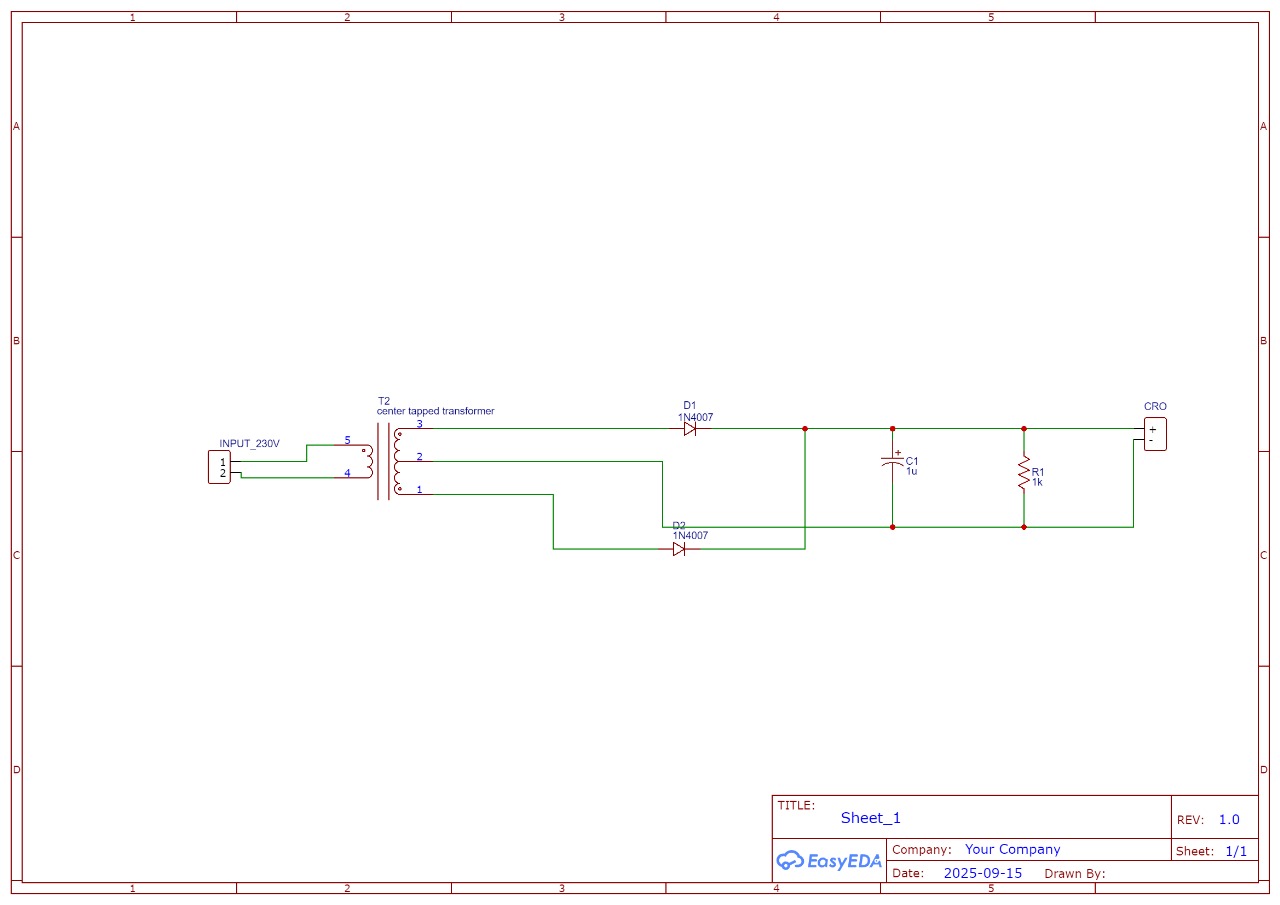 1 2 3 4 5
A A
B B
C C
D D
T2
center tapped transformer
INPUT_230V
1
2
5
4
3
2
1
D1
1N4007
D2
1N4007
+
C1
1u
R1
1k
CRO
+
-
TITLE:
Sheet_1
REV: 1.0
EasyEDA
Company: Your Company
Sheet: 1/1
Date: 2025-09-15 Drawn By:
1 2 3 4 5